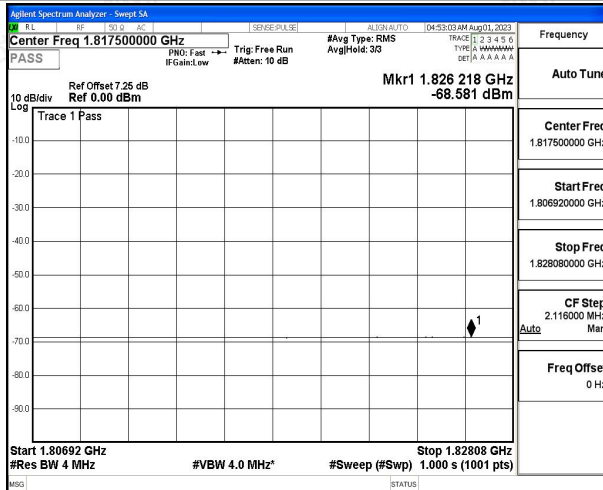 Agilent Spectrum Analyzer - Swept SA
RL RF 50 Ω AC SENSE:PULSE ALIGN AUTO 04:53:03 AM Aug 01, 2023
Center Freq 1.817500000 GHz
PASS
PNO: Fast
IFGain:Low
Trig: Free Run
#Atten: 10 dB
#Avg Type: RMS
Avg|Hold: 3/3
TRACE 1 2 3 4 5 6
TYPE A WWWWW
DET A A A A A A
Mkr1 1.826 218 GHz
-68.581 dBm
Ref Offset 7.25 dB
10 dB/div Ref 0.00 dBm
Log
Trace 1 Pass
-10.0
-20.0
-30.0
-40.0
-50.0
-60.0
-70.0
-80.0
-90.0
1
Start 1.80692 GHz Stop 1.82808 GHz
#Res BW 4 MHz #VBW 4.0 MHz* #Sweep (#Swp) 1.000 s (1001 pts)
MSG STATUS
Frequency
Auto Tune
Center Freq
1.817500000 GHz
Start Freq
1.806920000 GHz
Stop Freq
1.828080000 GHz
CF Step
2.116000 MHz
Auto Man
Freq Offset
0 Hz